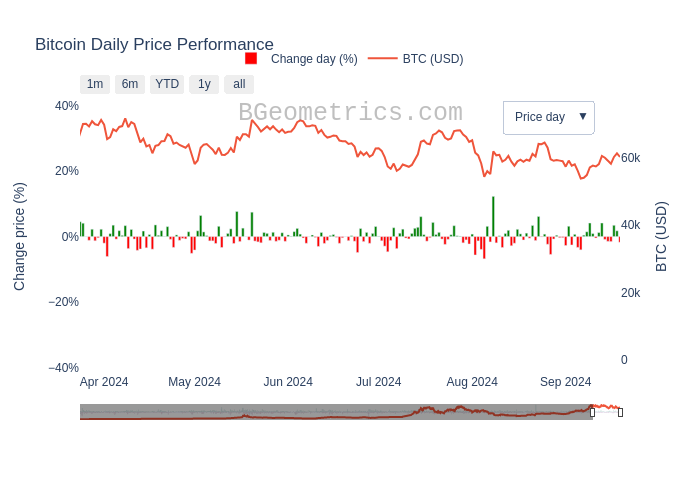 Bitcoin Daily Price Performance
Change day (%) BTC (USD)
1m 6m YTD 1y all
BGeometrics.com
Price day ▼
40%
20%
0%
−20%
−40%
Change price (%)
60k
40k
20k
0
BTC (USD)
Apr 2024 May 2024 Jun 2024 Jul 2024 Aug 2024 Sep 2024